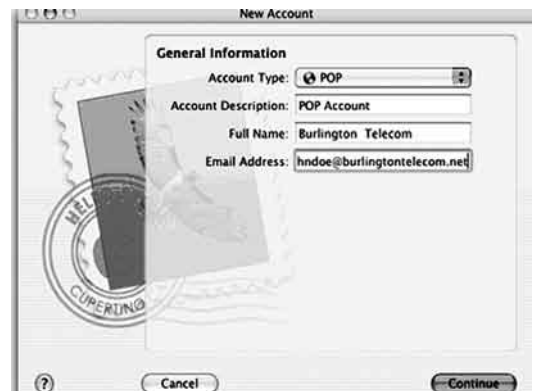 New Account
General Information
Account Type: POP
Account Description: POP Account
Full Name: Burlington Telecom
Email Address: hndoe@burlingtontelecom.net
CUPERTINO
? Cancel Continue